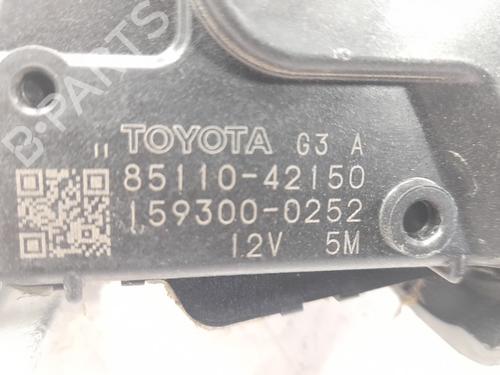 B-PARTS
TOYOTA G3 A
85110-42150
159300-0252
12V 5M